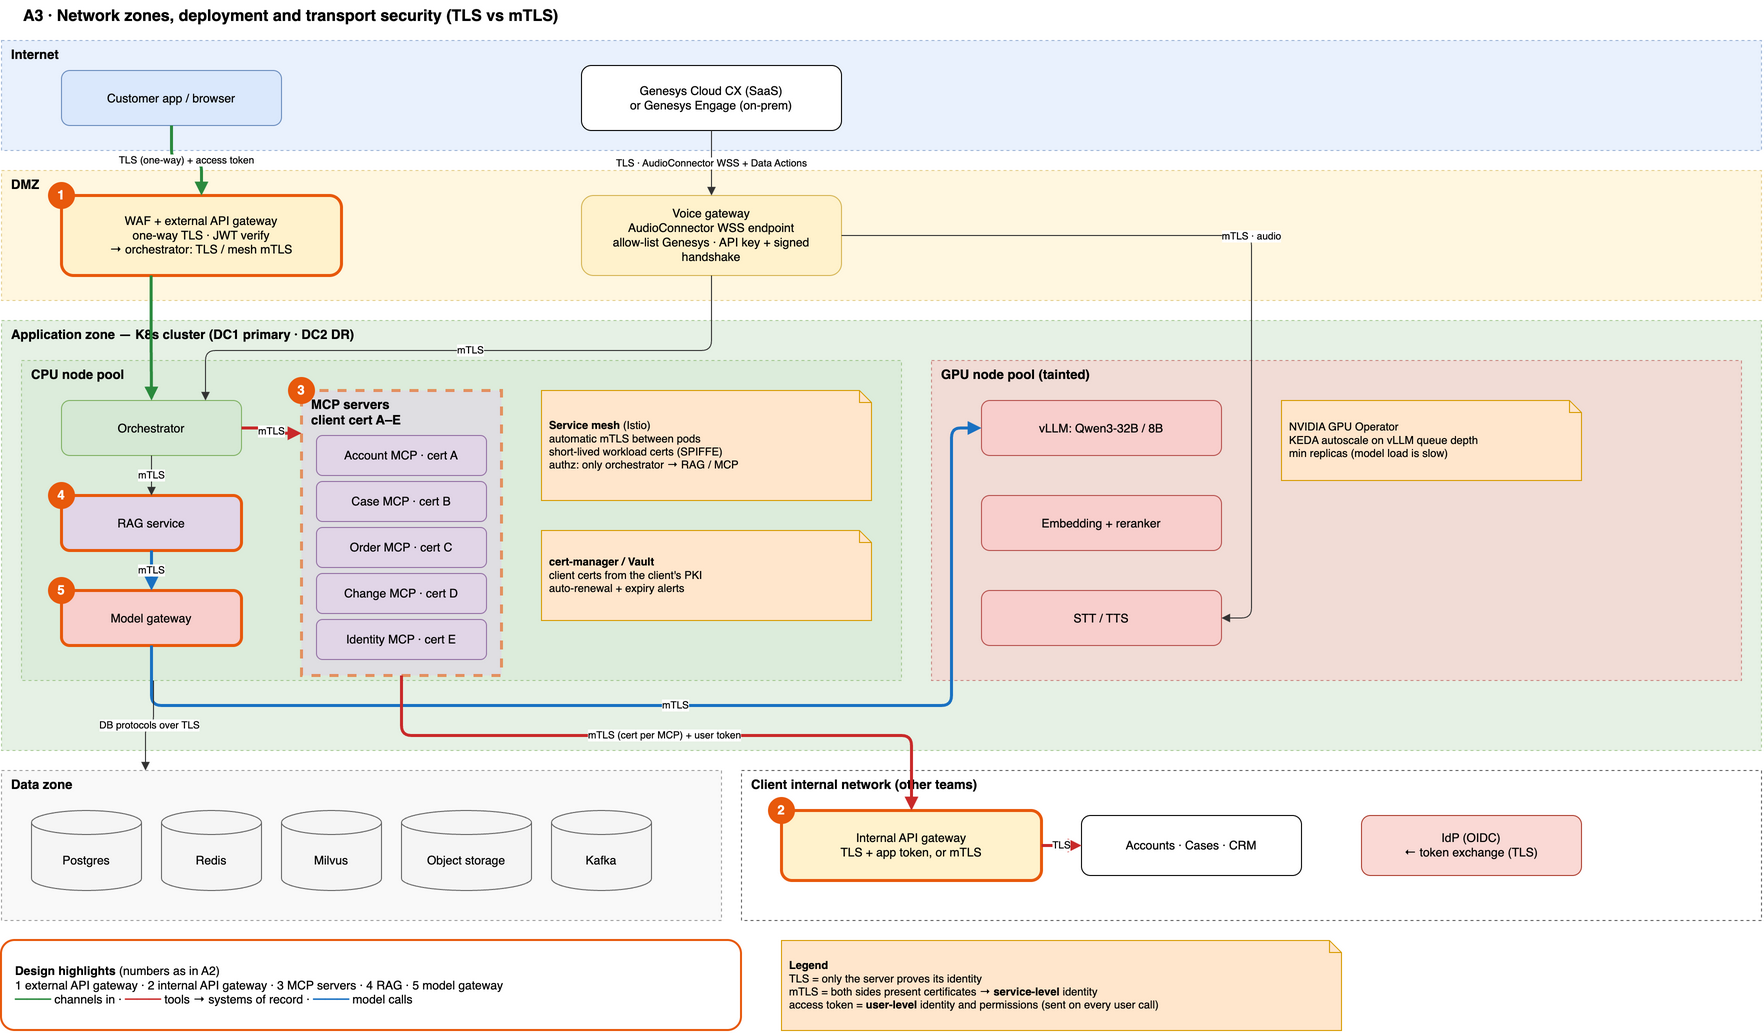 A3 · Network zones, deployment and transport security (TLS vs mTLS)
Internet
Customer app / browser
Genesys Cloud CX (SaaS)
or Genesys Engage (on-prem)
TLS (one-way) + access token
TLS · AudioConnector WSS + Data Actions
DMZ
1
WAF + external API gateway
one-way TLS · JWT verify
→ orchestrator: TLS / mesh mTLS
Voice gateway
AudioConnector WSS endpoint
allow-list Genesys · API key + signed
handshake
mTLS · audio
Application zone — K8s cluster (DC1 primary · DC2 DR)
mTLS
CPU node pool
Orchestrator
mTLS
mTLS
4
RAG service
mTLS
5
Model gateway
3
MCP servers
client cert A–E
Account MCP · cert A
Case MCP · cert B
Order MCP · cert C
Change MCP · cert D
Identity MCP · cert E
Service mesh (Istio)
automatic mTLS between pods
short-lived workload certs (SPIFFE)
authz: only orchestrator → RAG / MCP
cert-manager / Vault
client certs from the client's PKI
auto-renewal + expiry alerts
GPU node pool (tainted)
vLLM: Qwen3-32B / 8B
Embedding + reranker
STT / TTS
NVIDIA GPU Operator
KEDA autoscale on vLLM queue depth
min replicas (model load is slow)
mTLS
DB protocols over TLS
mTLS (cert per MCP) + user token
Data zone
Postgres
Redis
Milvus
Object storage
Kafka
Client internal network (other teams)
2
Internal API gateway
TLS + app token, or mTLS
TLS
Accounts · Cases · CRM
IdP (OIDC)
← token exchange (TLS)
Design highlights (numbers as in A2)
1 external API gateway · 2 internal API gateway · 3 MCP servers · 4 RAG · 5 model gateway
channels in · tools → systems of record · model calls
Legend
TLS = only the server proves its identity
mTLS = both sides present certificates → service-level identity
access token = user-level identity and permissions (sent on every user call)